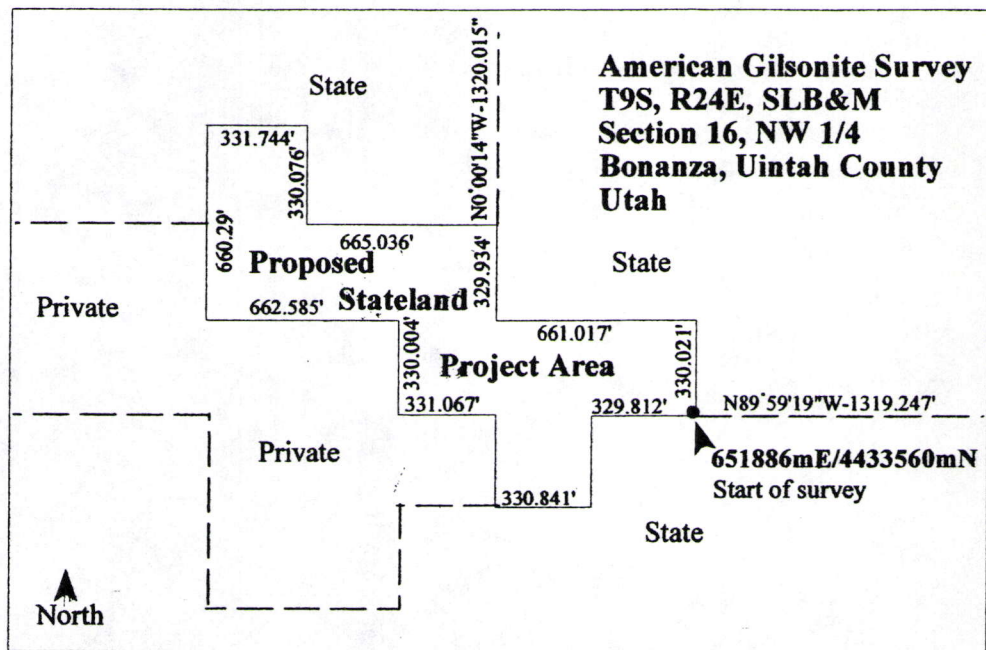 American Gilsonite Survey
T9S, R24E, SLB&M
Section 16, NW 1/4
Bonanza, Uintah County
Utah
State
N0°00'14"W-1320.015"
331.744'
330.076'
660.29'
665.036'
329.934'
State
Proposed
Stateland
Project Area
Private
662.585'
661.017'
330.004'
330.021'
331.067'
329.812'
N89°59'19"W-1319.247'
Private
651886mE/4433560mN
Start of survey
330.841'
State
North